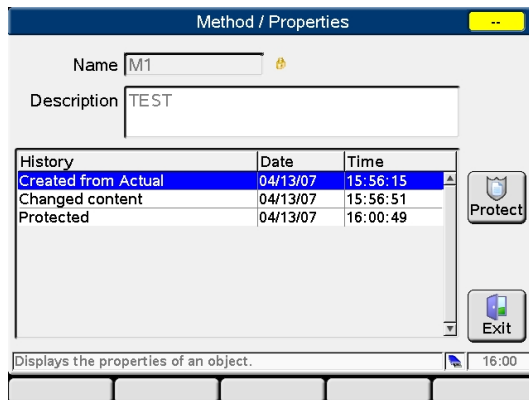 Method / Properties --
Name M1
Description TEST
History Date Time
Created from Actual 04/13/07 15:56:15
Changed content 04/13/07 15:56:51
Protected 04/13/07 16:00:49
Protect
Exit
Displays the properties of an object. 16:00